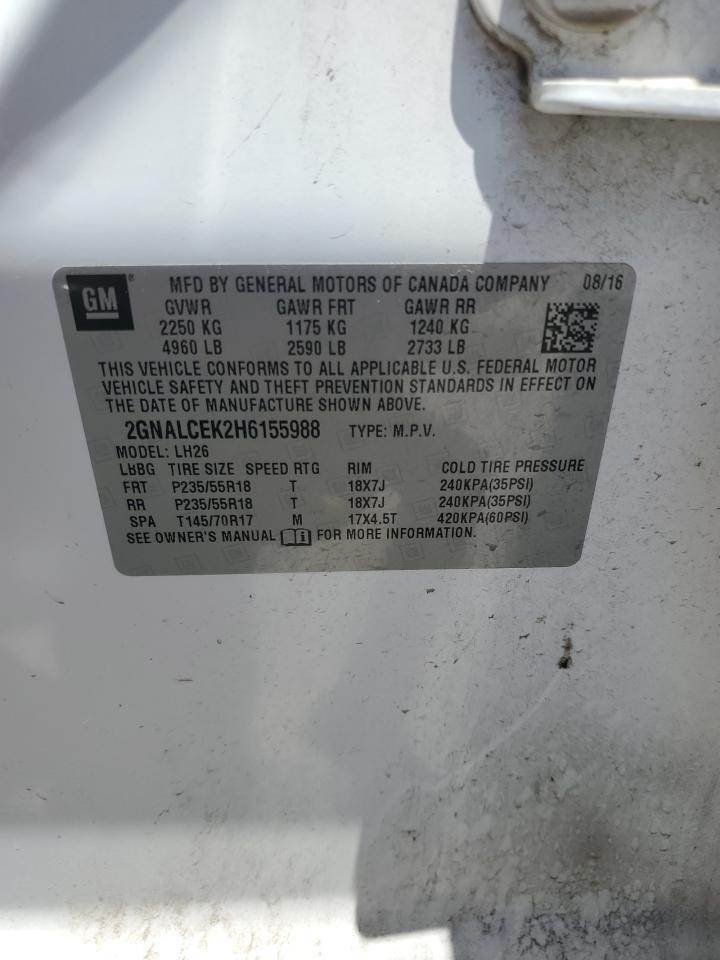 GM ® MFD BY GENERAL MOTORS OF CANADA COMPANY 08/16
GVWR GAWR FRT GAWR RR
2250 KG 1175 KG 1240 KG
4960 LB 2590 LB 2733 LB
THIS VEHICLE CONFORMS TO ALL APPLICABLE U.S. FEDERAL MOTOR
VEHICLE SAFETY AND THEFT PREVENTION STANDARDS IN EFFECT ON
THE DATE OF MANUFACTURE SHOWN ABOVE.
2GNALCEK2H6155988 TYPE: M.P.V.
MODEL: LH26
LRBG TIRE SIZE SPEED RTG RIM COLD TIRE PRESSURE
FRT P235/55R18 T 18X7J 240KPA(35PSI)
RR P235/55R18 T 18X7J 240KPA(35PSI)
SPA T145/70R17 M 17X4.5T 420KPA(60PSI)
SEE OWNER'S MANUAL i FOR MORE INFORMATION.